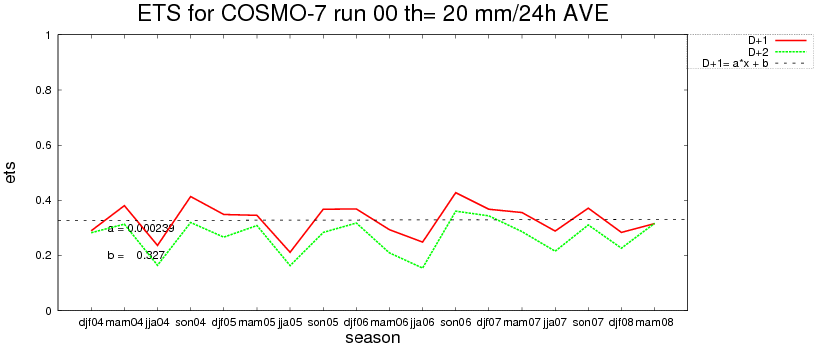 ETS for COSMO-7 run 00 th= 20 mm/24h AVE
D+1
D+2
D+1= a*x + b
1
0.8
0.6
0.4
0.2
0
ets
a = 0.000239
b = 0.327
djf04 mam04 jja04 son04 djf05 mam05 jja05 son05 djf06 mam06 jja06 son06 djf07 mam07 jja07 son07 djf08 mam08
season